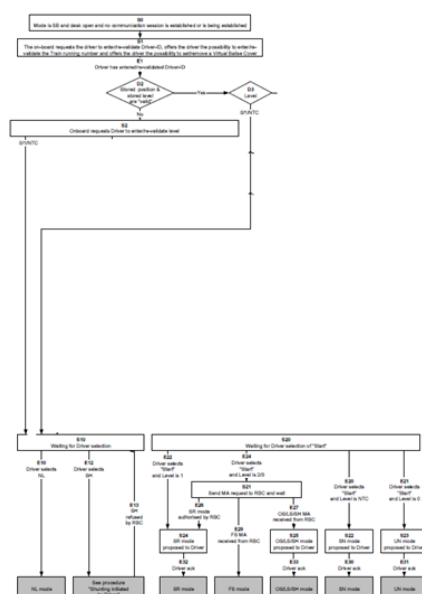 S0
Mode is SB and desk open and no communication session is established or is being established
S1
The on-board requests the driver to enter/re-validate Driver-ID, offers the driver the possibility to enter/re-
validate the Train running number and offers the driver the possibility to set/remove a Virtual Balise Cover
E1
Driver has entered/re-validated Driver-ID
D2
Stored position &
stored level
are "valid"
Yes
D3
Level
No
0/1/NTC
S2
Onboard requests Driver to enter/re-validate level
0/1/NTC
S10
Waiting for Driver selection
S20
Waiting for Driver selection of "Start"
E10
Driver selects
NL
E12
Driver selects
SH
E13
SH
refused
by RBC
E22
Driver selects
"Start"
and Level is 1
E24
Driver selects
"Start"
and Level is 2/3
E20
Driver selects
"Start"
and Level is NTC
E21
Driver selects
"Start"
and Level is 0
S21
Send MA request to RBC and wait
E26
SR mode
authorised by RBC
E29
FS MA
received from RBC
E27
OS/LS/SH MA
received from RBC
S24
SR mode
proposed to Driver
S25
OS/LS/SH mode
proposed to Driver
S22
SN mode
proposed to Driver
S23
UN mode
proposed to Driver
E32
Driver ack
E33
Driver ack
E30
Driver ack
E31
Driver ack
NL mode
See procedure
"Shunting initiated
SR mode
FS mode
OS/LS/SH mode
SN mode
UN mode